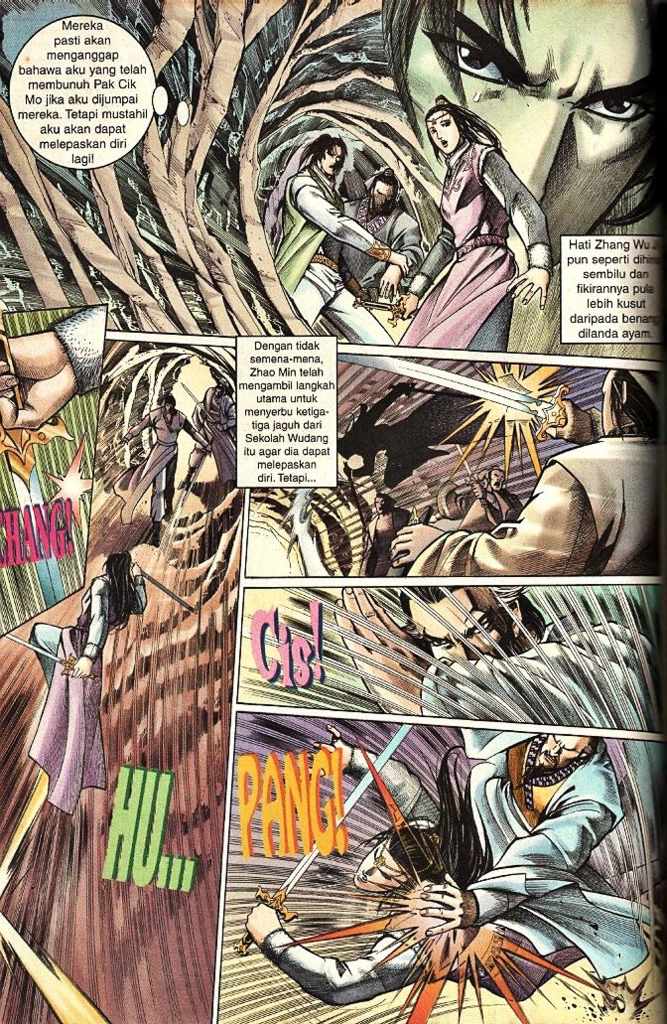 Mereka
pasti akan
menganggap
bahawa aku yang telah
membunuh Pak Cik
Mo jika aku dijumpai
mereka. Tetapi mustahil
aku akan dapat
melepaskan diri
lagi!
Hati Zhang Wu
pun seperti
sembilu dan
fikirannya pula
lebih kusut
daripada benang
dilanda ayam.
Dengan tidak
semena-mena,
Zhao Min telah
mengambil langkah
utama untuk
menyerbu ketiga-
tiga jaguh dari
Sekolah Wudang
itu agar dia dapat
melepaskan
diri. Tetapi...
CHANG!
Cis!
HU...
PANG!